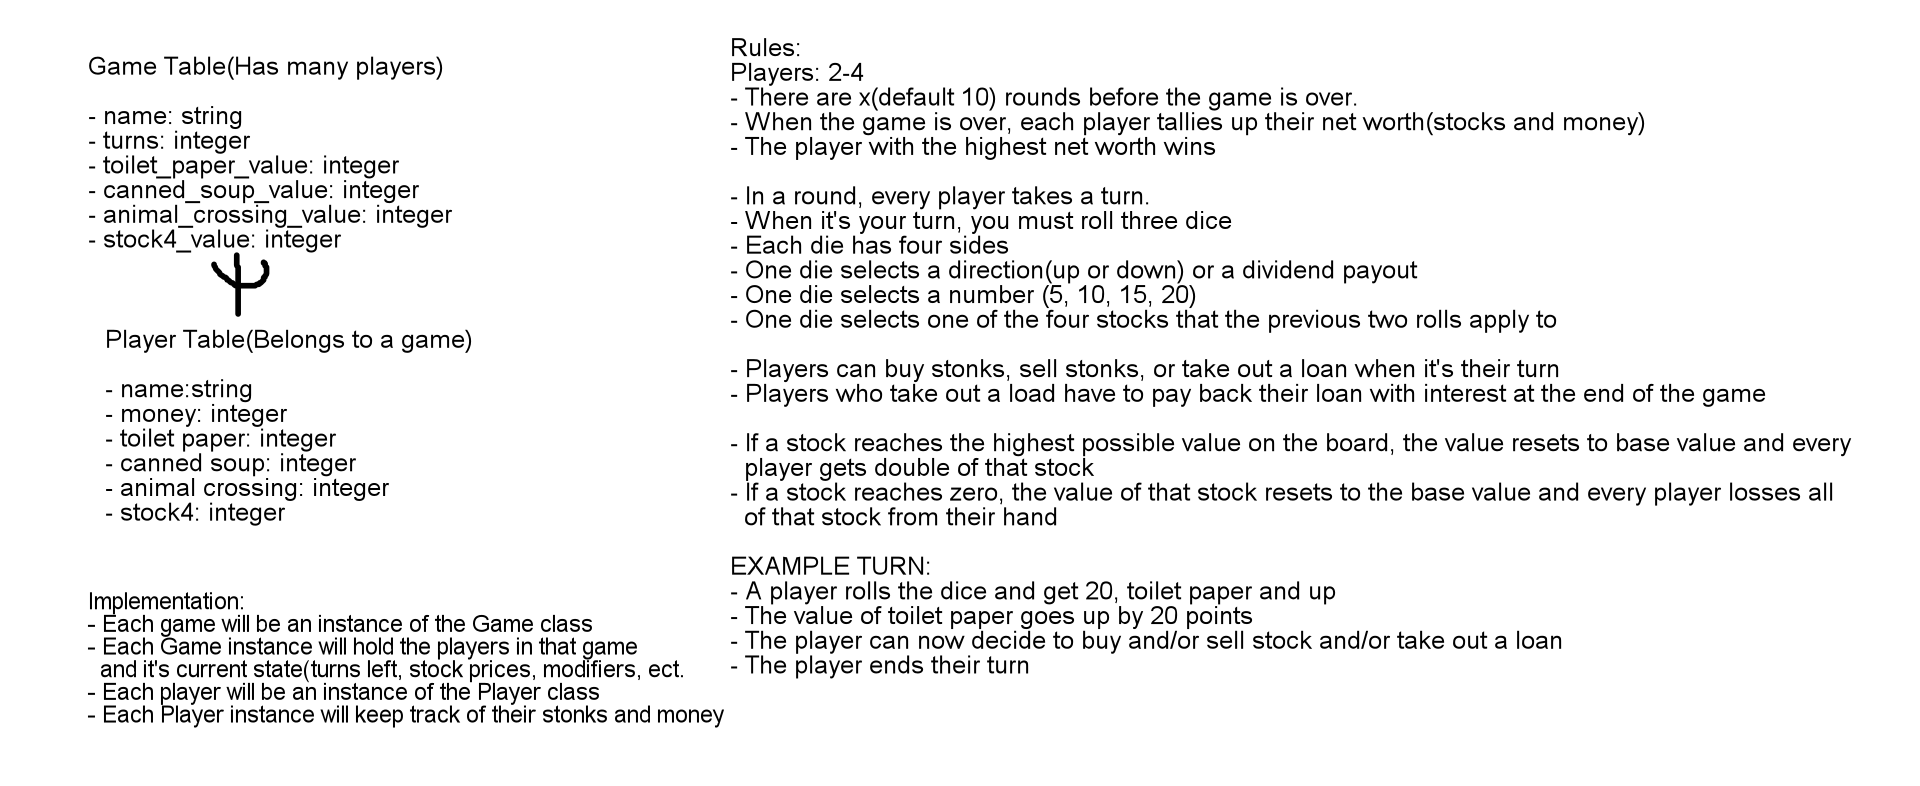 Game Table(Has many players)
- name: string
- turns: integer
- toilet_paper_value: integer
- canned_soup_value: integer
- animal_crossing_value: integer
- stock4_value: integer
Player Table(Belongs to a game)
- name:string
- money: integer
- toilet paper: integer
- canned soup: integer
- animal crossing: integer
- stock4: integer
Implementation:
- Each game will be an instance of the Game class
- Each Game instance will hold the players in that game
and it's current state(turns left, stock prices, modifiers, ect.
- Each player will be an instance of the Player class
- Each Player instance will keep track of their stonks and money
Rules:
Players: 2-4
- There are x(default 10) rounds before the game is over.
- When the game is over, each player tallies up their net worth(stocks and money)
- The player with the highest net worth wins
- In a round, every player takes a turn.
- When it's your turn, you must roll three dice
- Each die has four sides
- One die selects a direction(up or down) or a dividend payout
- One die selects a number (5, 10, 15, 20)
- One die selects one of the four stocks that the previous two rolls apply to
- Players can buy stonks, sell stonks, or take out a loan when it's their turn
- Players who take out a load have to pay back their loan with interest at the end of the game
- If a stock reaches the highest possible value on the board, the value resets to base value and every
player gets double of that stock
- If a stock reaches zero, the value of that stock resets to the base value and every player losses all
of that stock from their hand
EXAMPLE TURN:
- A player rolls the dice and get 20, toilet paper and up
- The value of toilet paper goes up by 20 points
- The player can now decide to buy and/or sell stock and/or take out a loan
- The player ends their turn